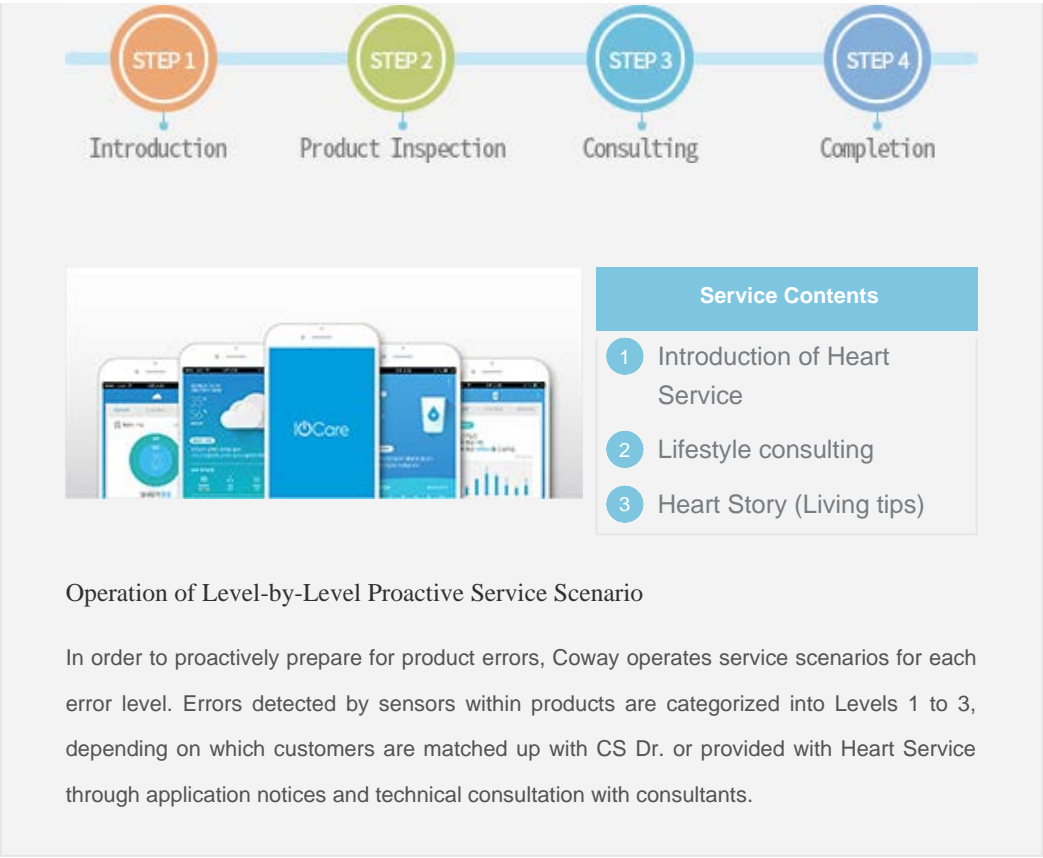 STEP 1
STEP 2
STEP 3
STEP 4
Introduction
Product Inspection
Consulting
Completion
IOCare
Service Contents
1 Introduction of Heart
Service
2 Lifestyle consulting
3 Heart Story (Living tips)
Operation of Level-by-Level Proactive Service Scenario
In order to proactively prepare for product errors, Coway operates service scenarios for each
error level. Errors detected by sensors within products are categorized into Levels 1 to 3,
depending on which customers are matched up with CS Dr. or provided with Heart Service
through application notices and technical consultation with consultants.